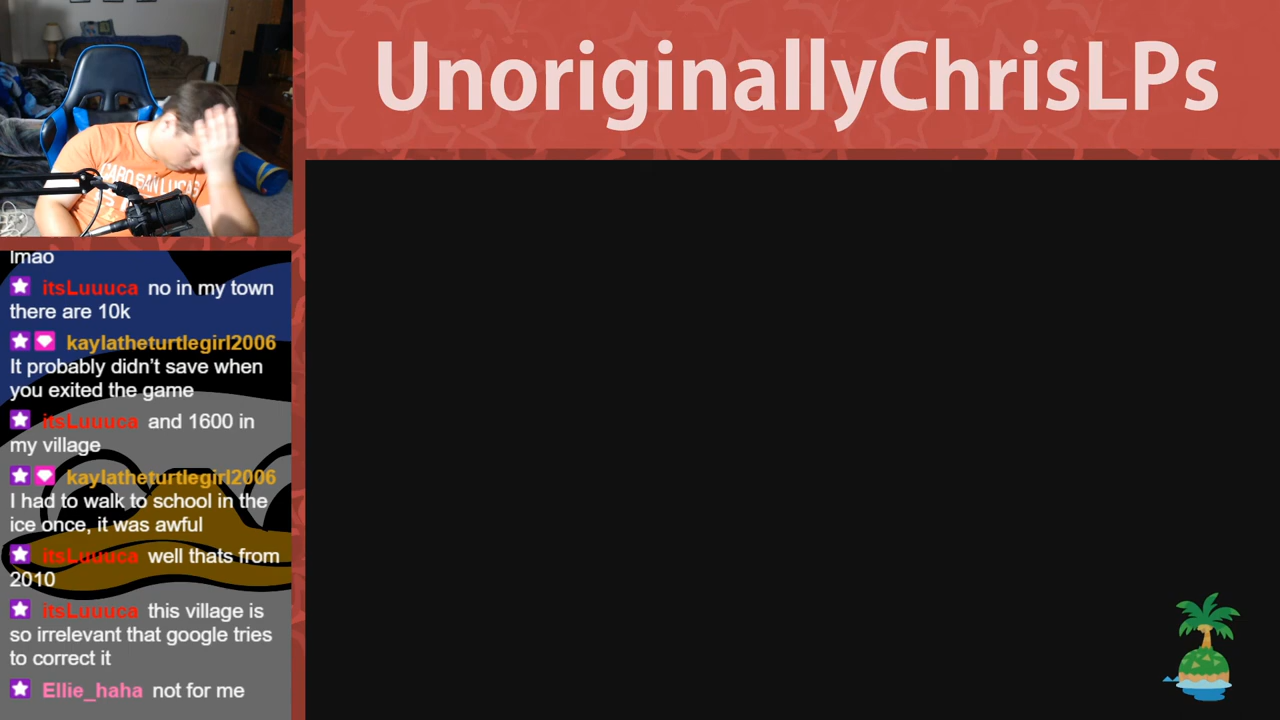 UnoriginallyChrisLPs
CABO SAN LUCAS
lmao
itsLuuuca no in my town
there are 10k
kaylatheturtlegirl2006
It probably didn’t save when
you exited the game
itsLuuuca and 1600 in
my village
kaylatheturtlegirl2006
I had to walk to school in the
ice once, it was awful
itsLuuuca well thats from
2010
itsLuuuca this village is
so irrelevant that google tries
to correct it
Ellie_haha not for me